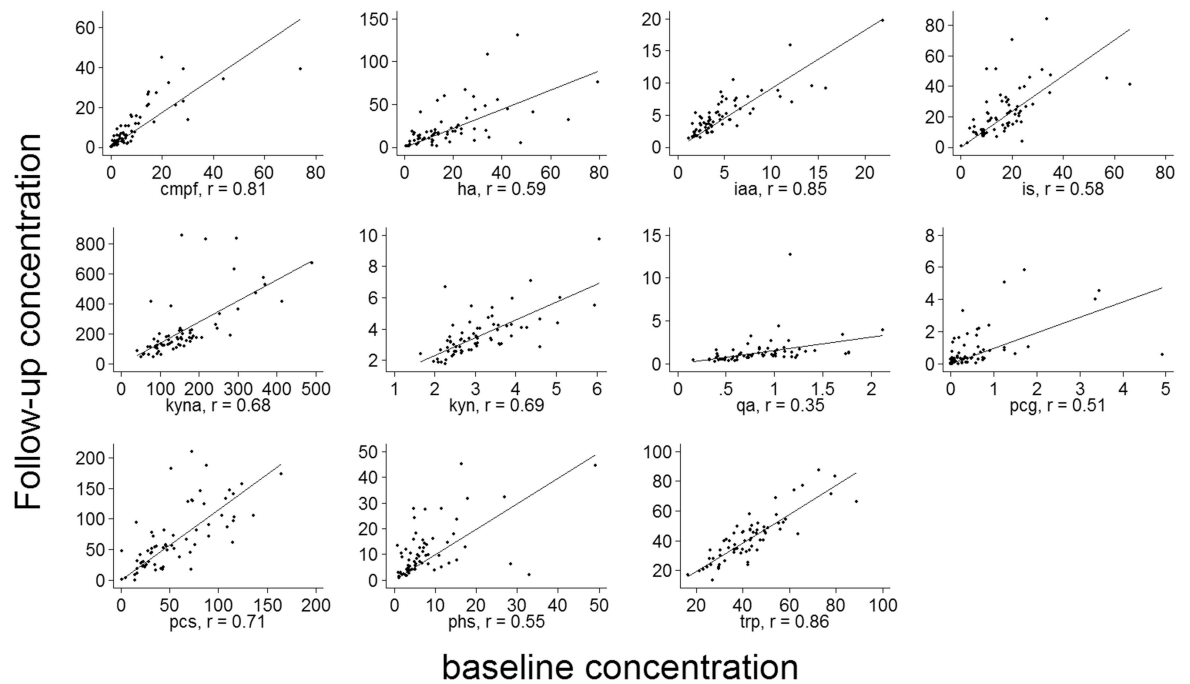 Follow-up concentration
60
40
20
0
0 20 40 60 80
cmpf, r = 0.81
150
100
50
0
0 20 40 60 80
ha, r = 0.59
20
15
10
5
0
0 5 10 15 20
iaa, r = 0.85
80
60
40
20
0
0 20 40 60 80
is, r = 0.58
800
600
400
200
0
0 100 200 300 400 500
kyna, r = 0.68
10
8
6
4
2
1 2 3 4 5 6
kyn, r = 0.69
15
10
5
0
0 .5 1 1.5 2
qa, r = 0.35
8
6
4
2
0
0 1 2 3 4 5
pcg, r = 0.51
200
150
100
50
0
0 50 100 150 200
pcs, r = 0.71
50
40
30
20
10
0
0 10 20 30 40 50
phs, r = 0.55
100
80
60
40
20
20 40 60 80 100
trp, r = 0.86
baseline concentration